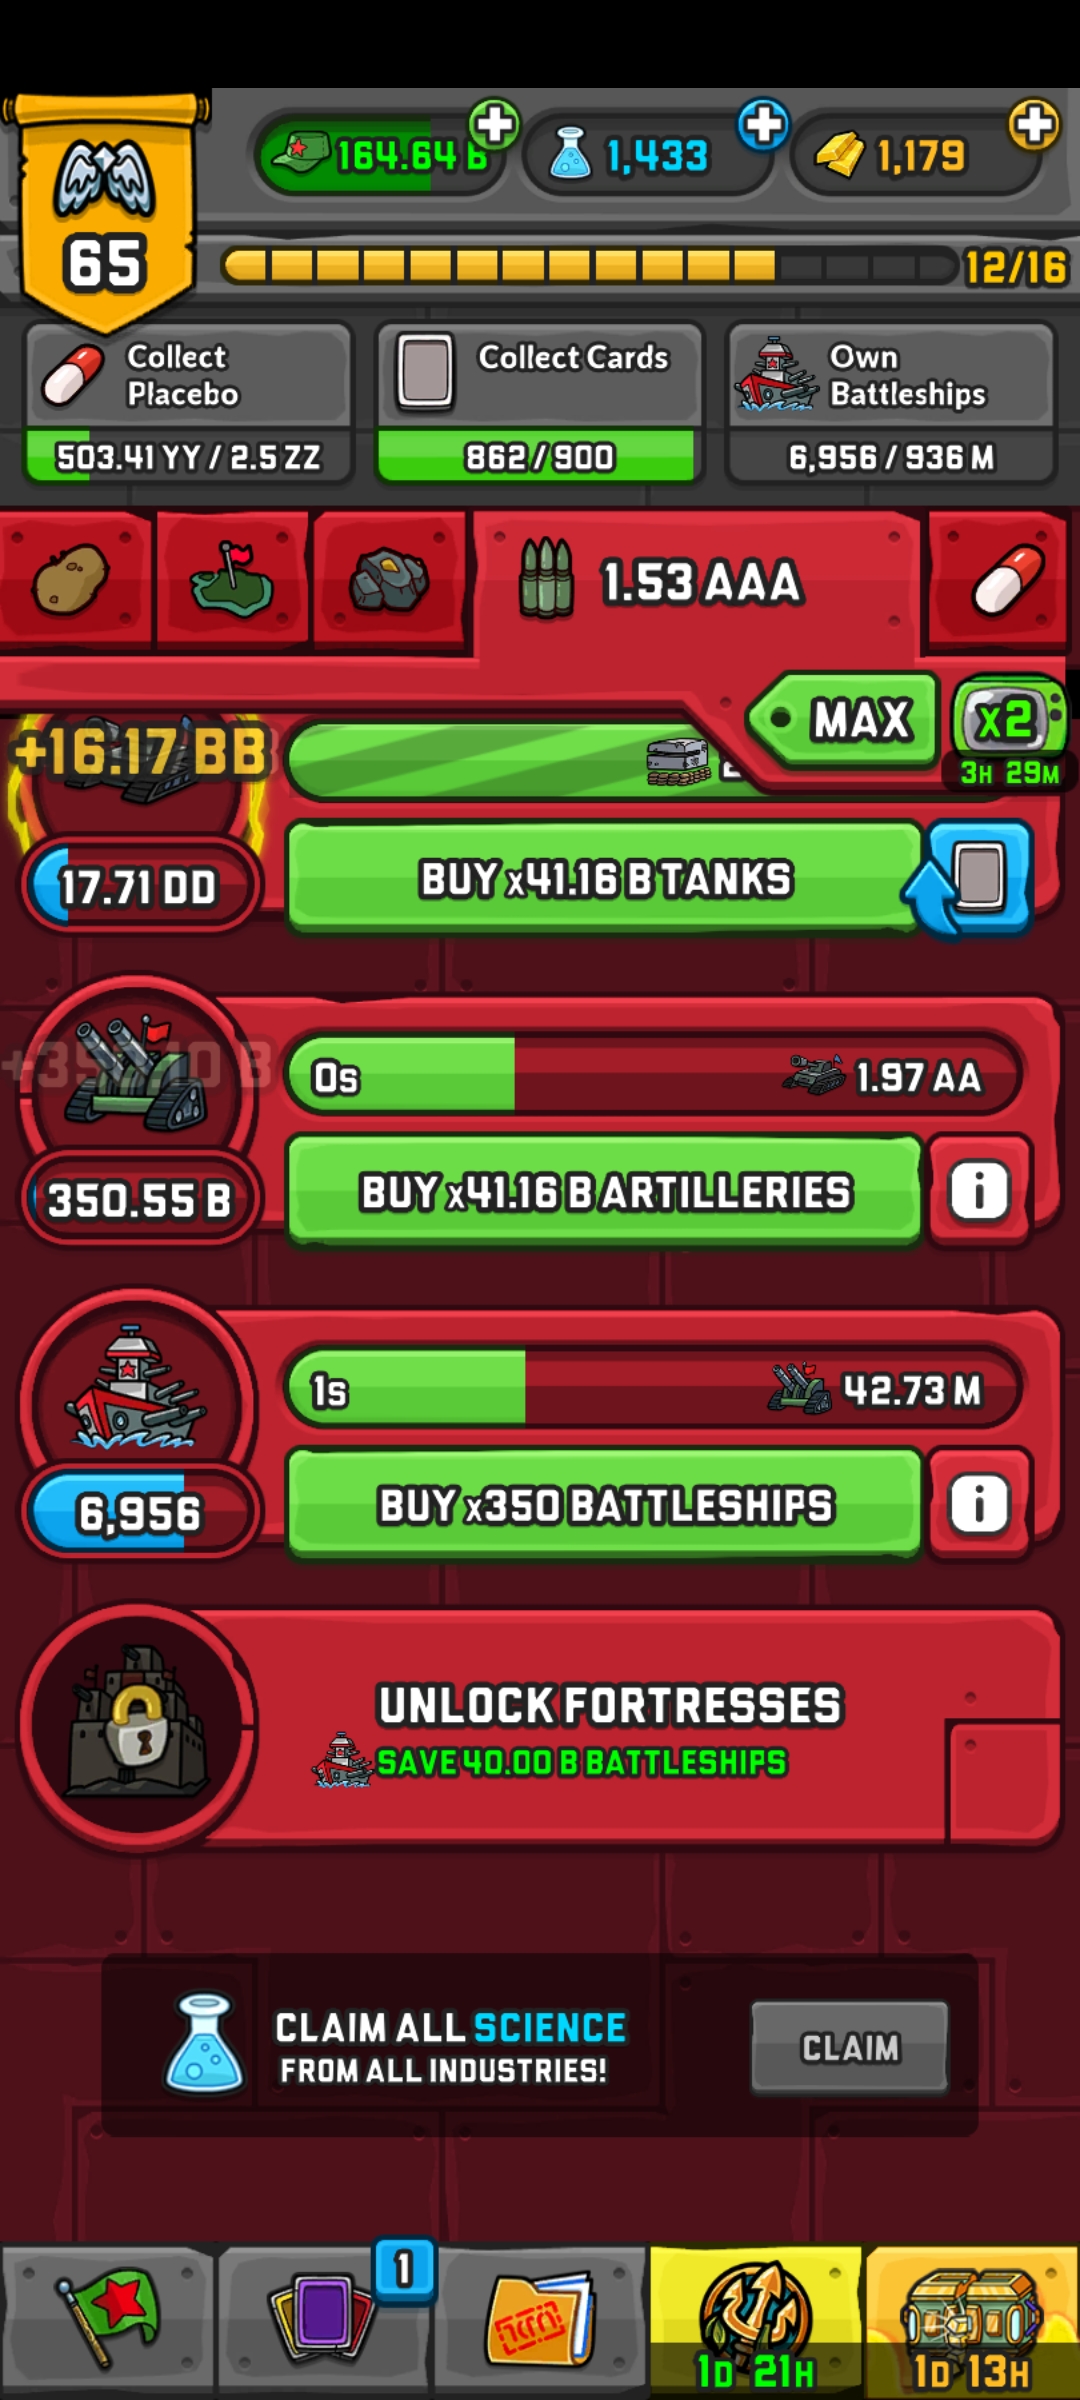 164.64 B
1,433
1,179
65
12/16
Collect
Placebo
503.41 YY / 2.5 ZZ
Collect Cards
862 / 900
Own
Battleships
6,956 / 936 M
1.53 AAA
MAX
x2
3H 29M
+16.17 BB
17.71 DD
BUY x41.16 B TANKS
0s
1.97 AA
350.55 B
BUY x41.16 B ARTILLERIES
i
1s
42.73 M
6,956
BUY x350 BATTLESHIPS
i
UNLOCK FORTRESSES
SAVE 40.00 B BATTLESHIPS
CLAIM ALL SCIENCE
FROM ALL INDUSTRIES!
CLAIM
1
1D 21H
1D 13H